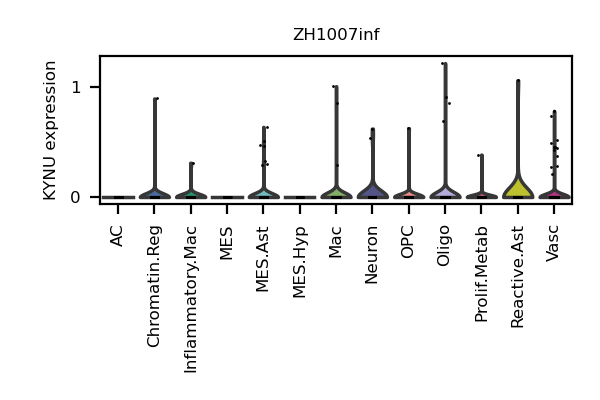 ZH1007inf
KYNU expression
1
0
AC
Chromatin.Reg
Inflammatory.Mac
MES
MES.Ast
MES.Hyp
Mac
Neuron
OPC
Oligo
Prolif.Metab
Reactive.Ast
Vasc